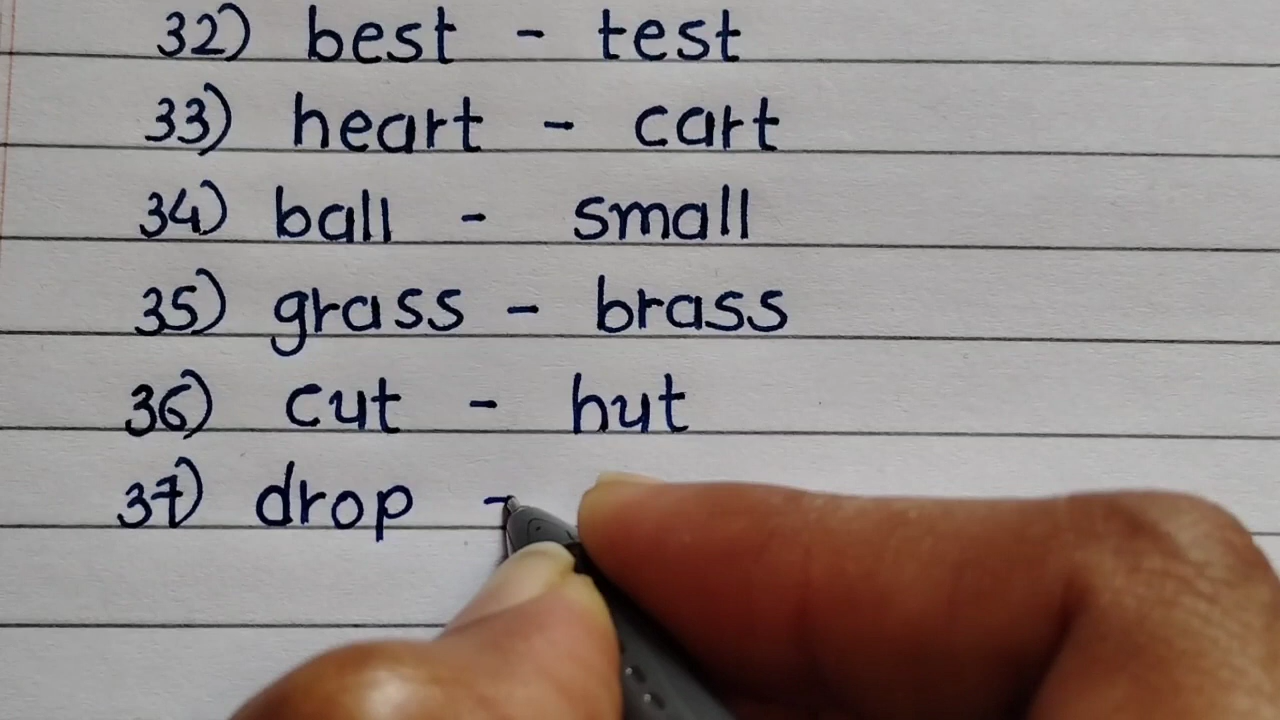 32) best - test
33) heart - cart
34) ball - small
35) grass - brass
36) cut - hut
37) drop -